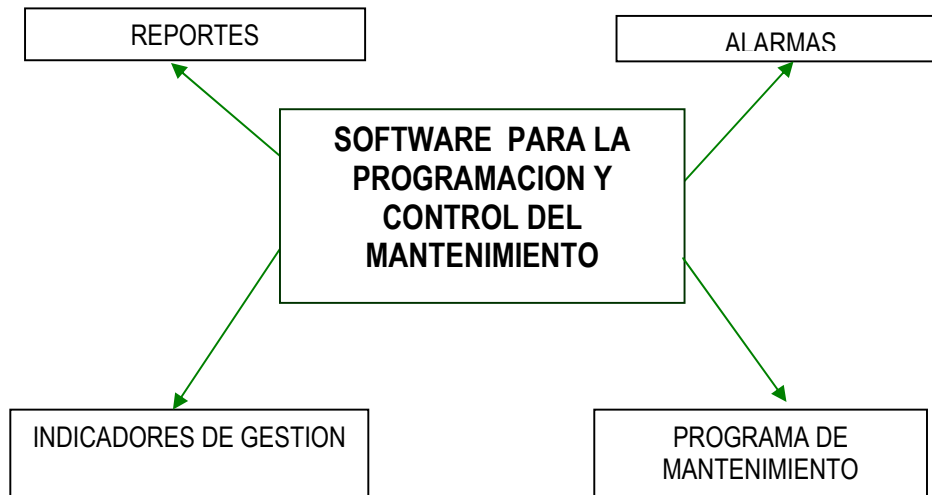 REPORTES
ALARMAS
SOFTWARE PARA LA
PROGRAMACION Y
CONTROL DEL
MANTENIMIENTO
INDICADORES DE GESTION
PROGRAMA DE
MANTENIMIENTO